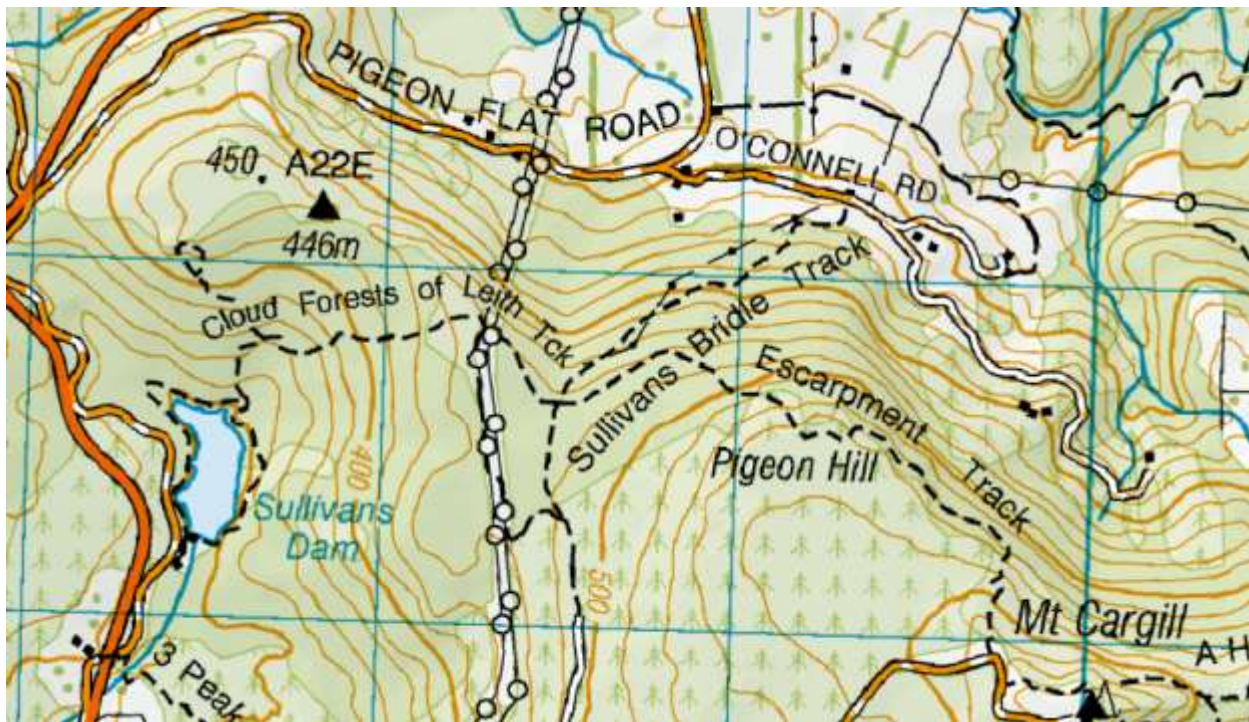 PIGEON FLAT ROAD
O'CONNELL RD
450
A22E
446m
Cloud Forests of Leith Tck
Sullivans Bridle Track
Escarpment Track
Pigeon Hill
400
Sullivans
Dam
500
Mt Cargill
A H
3 Peak